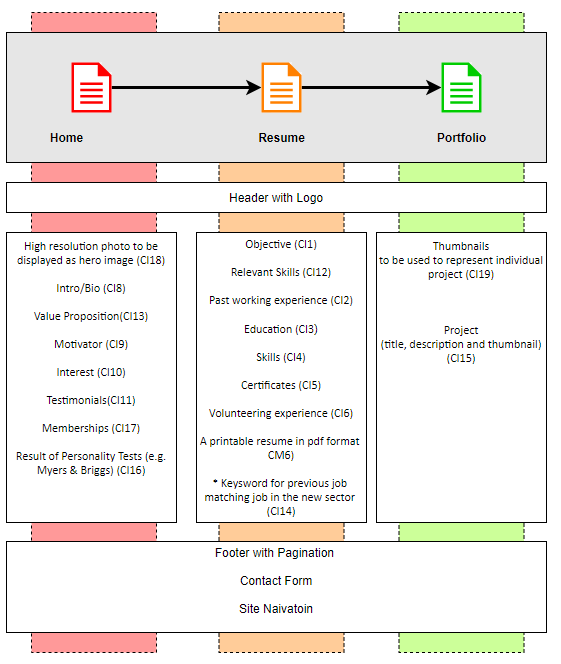 Home
Resume
Portfolio
Header with Logo
High resolution photo to be
displayed as hero image (CI18)
Intro/Bio (CI8)
Value Proposition(CI13)
Motivator (CI9)
Interest (CI10)
Testimonials(CI11)
Memberships (CI17)
Result of Personality Tests (e.g.
Myers & Briggs) (CI16)
Objective (CI1)
Relevant Skills (CI12)
Past working experience (CI2)
Education (CI3)
Skills (CI4)
Certificates (CI5)
Volunteering experience (CI6)
A printable resume in pdf format
CM6)
* Keysword for previous job
matching job in the new sector
(CI14)
Thumbnails
to be used to represent individual
project (CI19)
Project
(title, description and thumbnail)
(CI15)
Footer with Pagination
Contact Form
Site Naivatoin